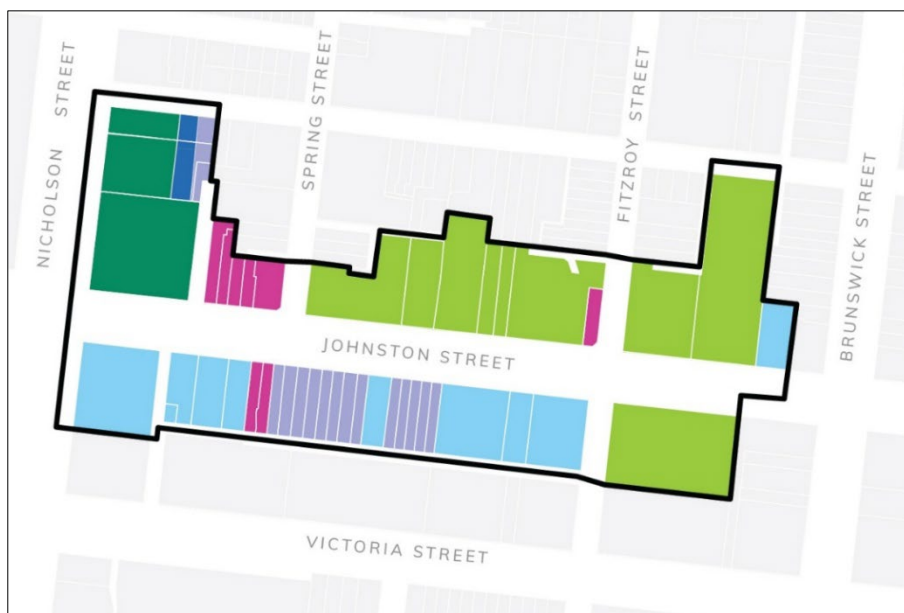 NICHOLSON STREET
SPRING STREET
FITZROY STREET
BRUNSWICK STREET
JOHNSTON STREET
VICTORIA STREET